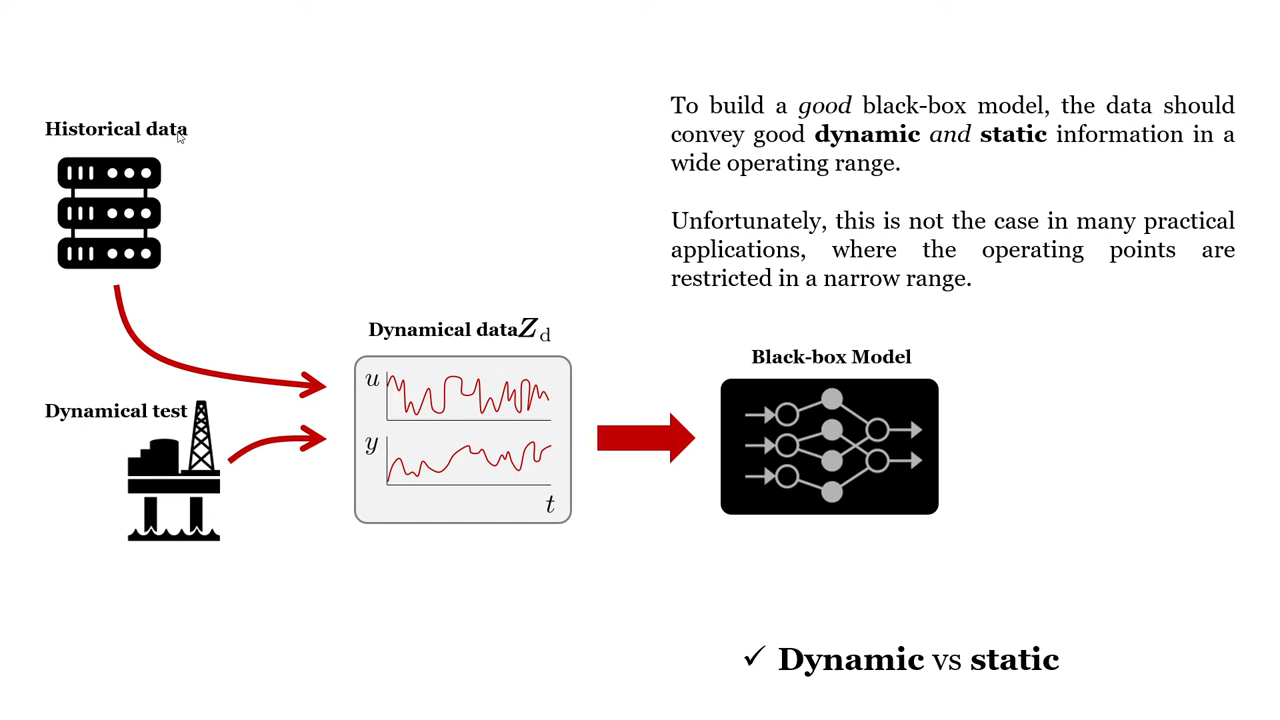 Historical data
To build a good black-box model, the data should
convey good dynamic and static information in a
wide operating range.
Unfortunately, this is not the case in many practical
applications, where the operating points are
restricted in a narrow range.
Dynamical data Z d
Black-box Model
Dynamical test
u
y
t
✓ Dynamic vs static